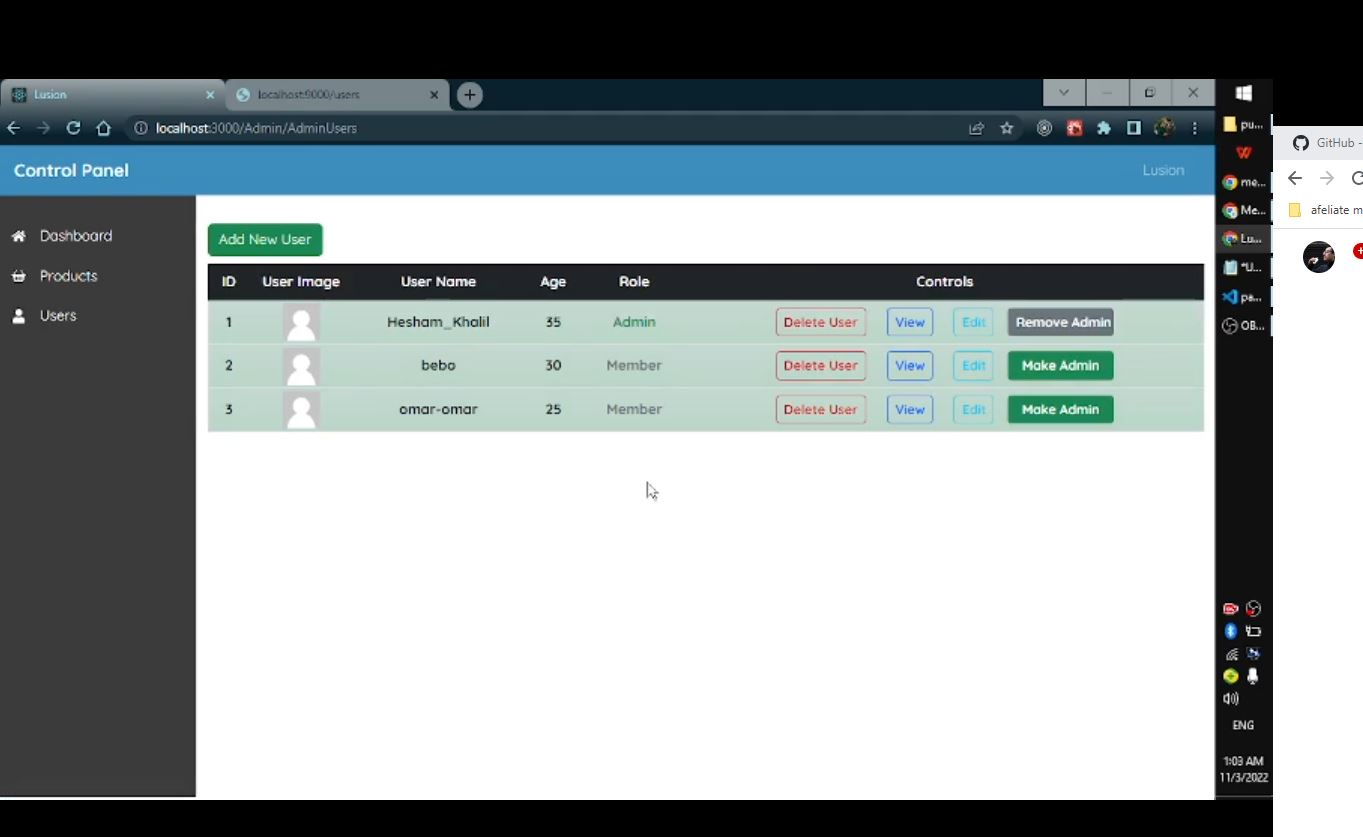 Lusion
localhost:9000/users
localhost:3000/Admin/AdminUsers
Control Panel
Lusion
Dashboard
Products
Users
Add New User
ID User Image User Name Age Role Controls
1 Hesham_Khalil 35 Admin Delete User View Edit Remove Admin
2 bebo 30 Member Delete User View Edit Make Admin
3 omar-omar 25 Member Delete User View Edit Make Admin
pu...
me...
Me...
Lu...
*U...
pa...
OB...
ENG
1:03 AM
11/3/2022
GitHub -
afeliate m